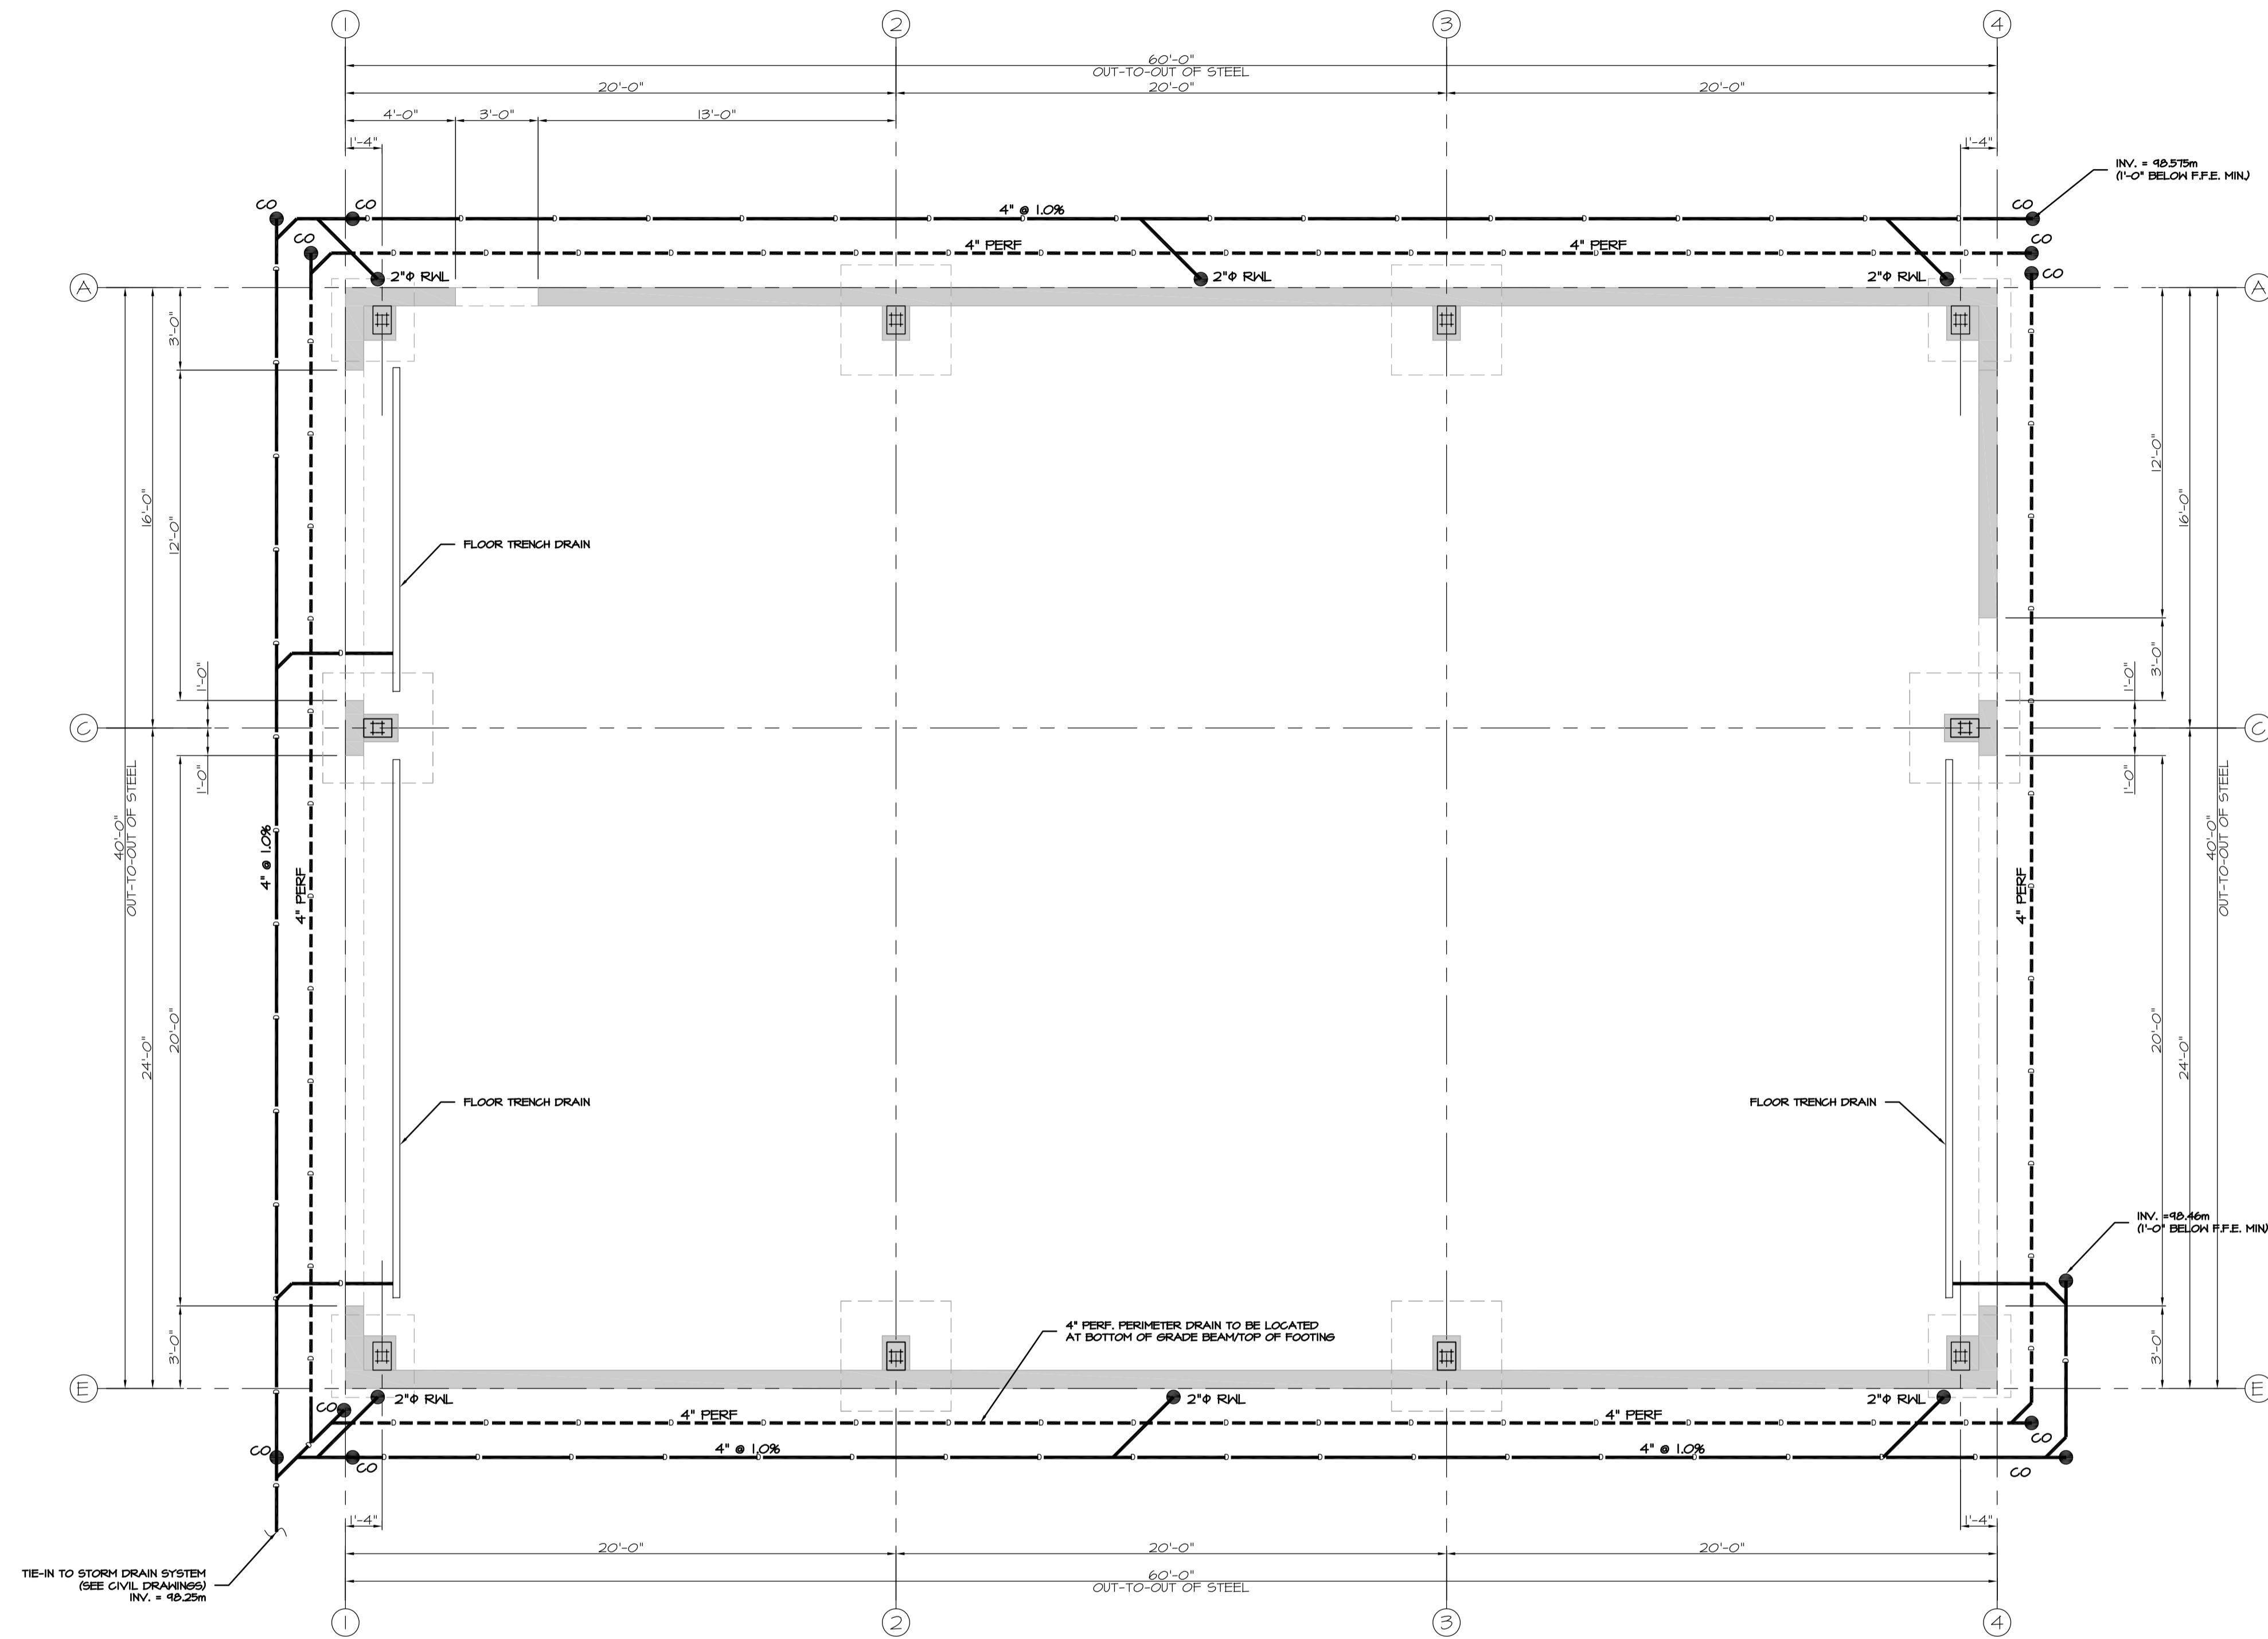 1
2
3
4
60'-0"
OUT-TO-OUT OF STEEL
20'-0"
20'-0"
20'-0"
4'-0"
3'-0"
13'-0"
1'-4"
1'-4"
INV. = 98.575m
(1'-0" BELOW F.F.E. MIN.)
CO
CO
4" @ 1.0%
CO
CO
4" PERF
4" PERF
CO
2"Φ RWL
2"Φ RWL
2"Φ RWL
CO
A
A
3'-0"
12'-0"
16'-0"
12'-0"
16'-0"
FLOOR TRENCH DRAIN
1'-0"
1'-0"
3'-0"
C
C
1'-0"
1'-0"
40'-0"
OUT-TO-OUT OF STEEL
4" @ 1.0%
4" PERF
4" PERF
40'-0"
OUT-TO-OUT OF STEEL
20'-0"
24'-0"
20'-0"
24'-0"
FLOOR TRENCH DRAIN
FLOOR TRENCH DRAIN
INV. =98.46m
(1'-0" BELOW F.F.E. MIN)
4" PERF. PERIMETER DRAIN TO BE LOCATED
AT BOTTOM OF GRADE BEAM/TOP OF FOOTING
3'-0"
3'-0"
E
E
2"Φ RWL
2"Φ RWL
2"Φ RWL
CO
4" PERF
4" PERF
CO
CO
4" @ 1.0%
4" @ 1.0%
CO
CO
1'-4"
1'-4"
20'-0"
20'-0"
20'-0"
60'-0"
OUT-TO-OUT OF STEEL
TIE-IN TO STORM DRAIN SYSTEM
(SEE CIVIL DRAWINGS)
INV. = 98.25m
1
2
3
4